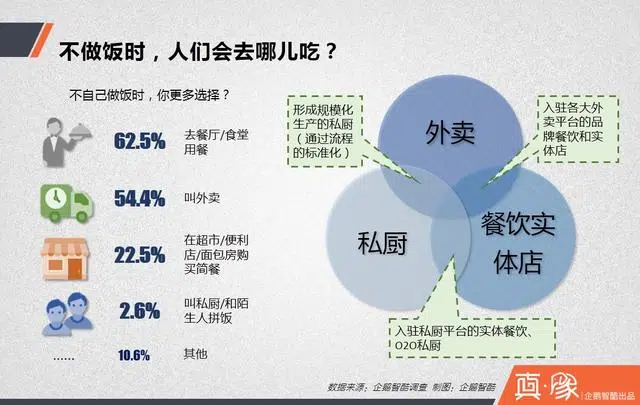 不做饭时，人们会去哪儿吃？
不自己做饭时，你更多选择？
62.5%
去餐厅/食堂
用餐
54.4%
叫外卖
22.5%
在超市/便利
店/面包房购
买简餐
2.6%
叫私厨/和陌
生人拼饭
......
10.6%
其他
形成规模化
生产的私厨
（通过流程
的标准化）
入驻各大外
卖平台的品
牌餐饮和实
体店
外卖
私厨
餐饮实
体店
入驻私厨平台的实体餐饮、
O2O私厨
数据来源：企鹅智酷调查 制图：企鹅智酷
真·像
企鹅智酷出品